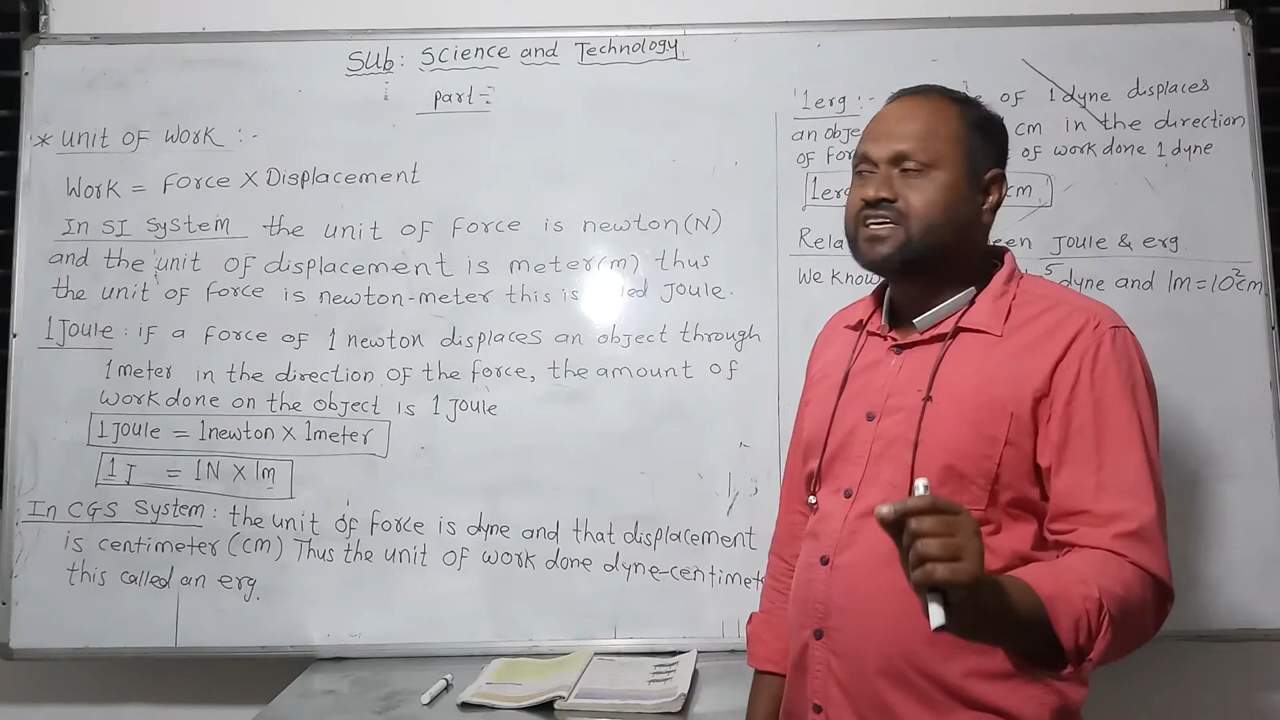 SUb: Science and Technology
part-
* Unit of Work :-
Work = Force X Displacement
In SI System the unit of force is newton(N)
and the unit of displacement is meter(m) thus
the unit of force is newton-meter this is led Joule.
1 Joule : if a force of 1 newton displaces an object through
1 meter in the direction of the force, the amount of
work done on the object is 1 Joule
1 Joule = 1 newton X 1 meter
1 J = 1N X 1m
In CGS System : the unit of force is dyne and that displacement
is centimeter (cm) Thus the unit of work done dyne-centimet
this called an erg.
1erg :- of 1 dyne displaces
an obje cm in the direction
of for of work done 1 dyne
1erg cm
Rela een Joule & erg.
We know 5 dyne and 1m = 10²cm